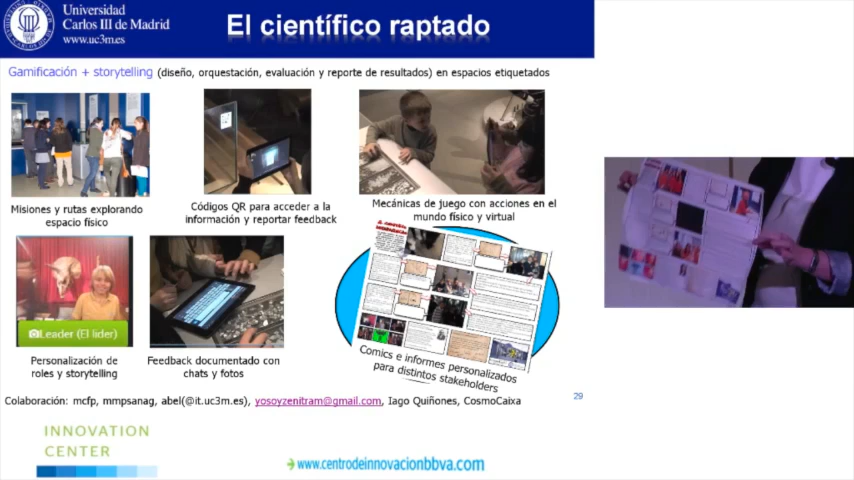 Universidad
Carlos III de Madrid
www.uc3m.es
El científico raptado
Gamificación + storytelling (diseño, orquestación, evaluación y reporte de resultados) en espacios etiquetados
Misiones y rutas explorando
espacio físico
Códigos QR para acceder a la
información y reportar feedback
Mecánicas de juego con acciones en el
mundo físico y virtual
Leader (El lider)
Personalización de
roles y storytelling
Feedback documentado con
chats y fotos
Comics e informes personalizados
para distintos stakeholders
Colaboración: mcfp, mmpsanag, abel(@it.uc3m.es), yosoyzenitram@gmail.com, Iago Quiñones, CosmoCaixa
29
INNOVATION
CENTER
www.centrodeinnovacionbbva.com